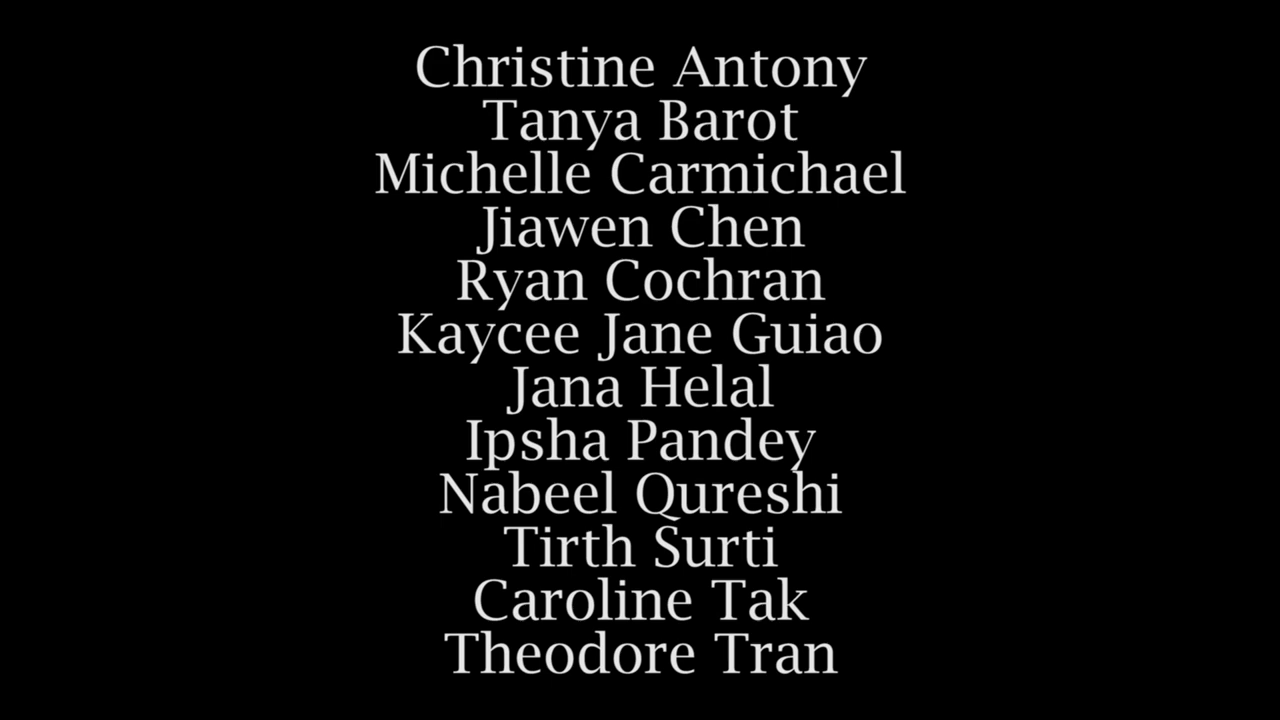 Christine Antony
Tanya Barot
Michelle Carmichael
Jiawen Chen
Ryan Cochran
Kaycee Jane Guiao
Jana Helal
Ipsha Pandey
Nabeel Qureshi
Tirth Surti
Caroline Tak
Theodore Tran